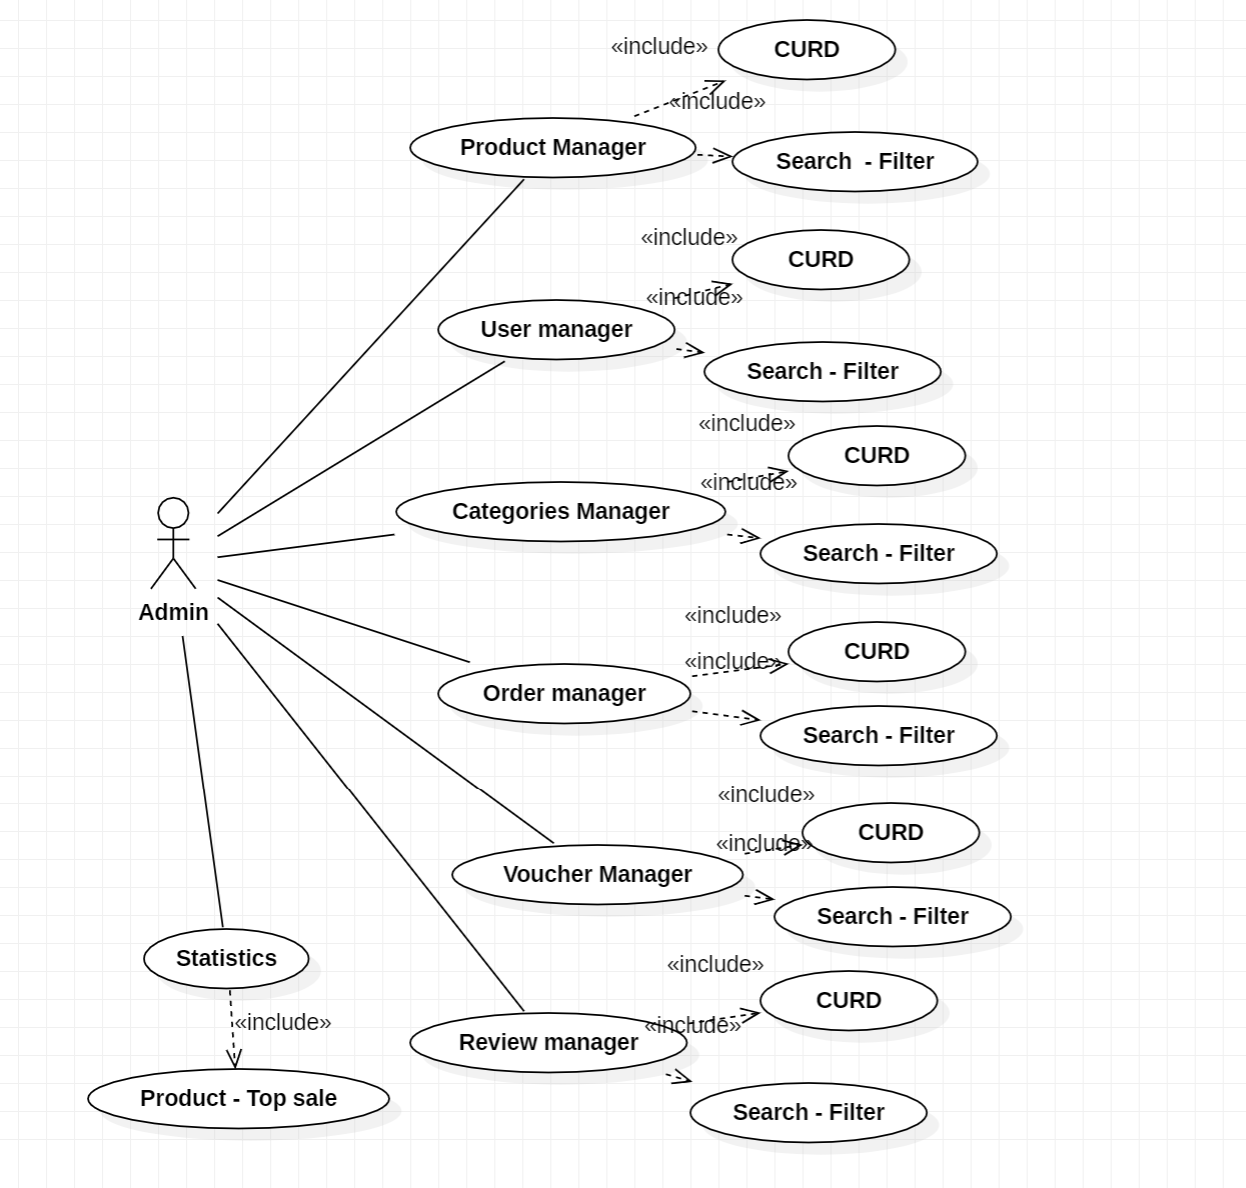 «include»
CURD
«include»
Product Manager
Search  - Filter
«include»
CURD
«include»
User manager
Search - Filter
«include»
CURD
«include»
Categories Manager
Search - Filter
Admin
«include»
CURD
«include»
Order manager
Search - Filter
«include»
CURD
«include»
Voucher Manager
Search - Filter
Statistics
«include»
CURD
«include»
«include»
Review manager
Product - Top sale
Search - Filter